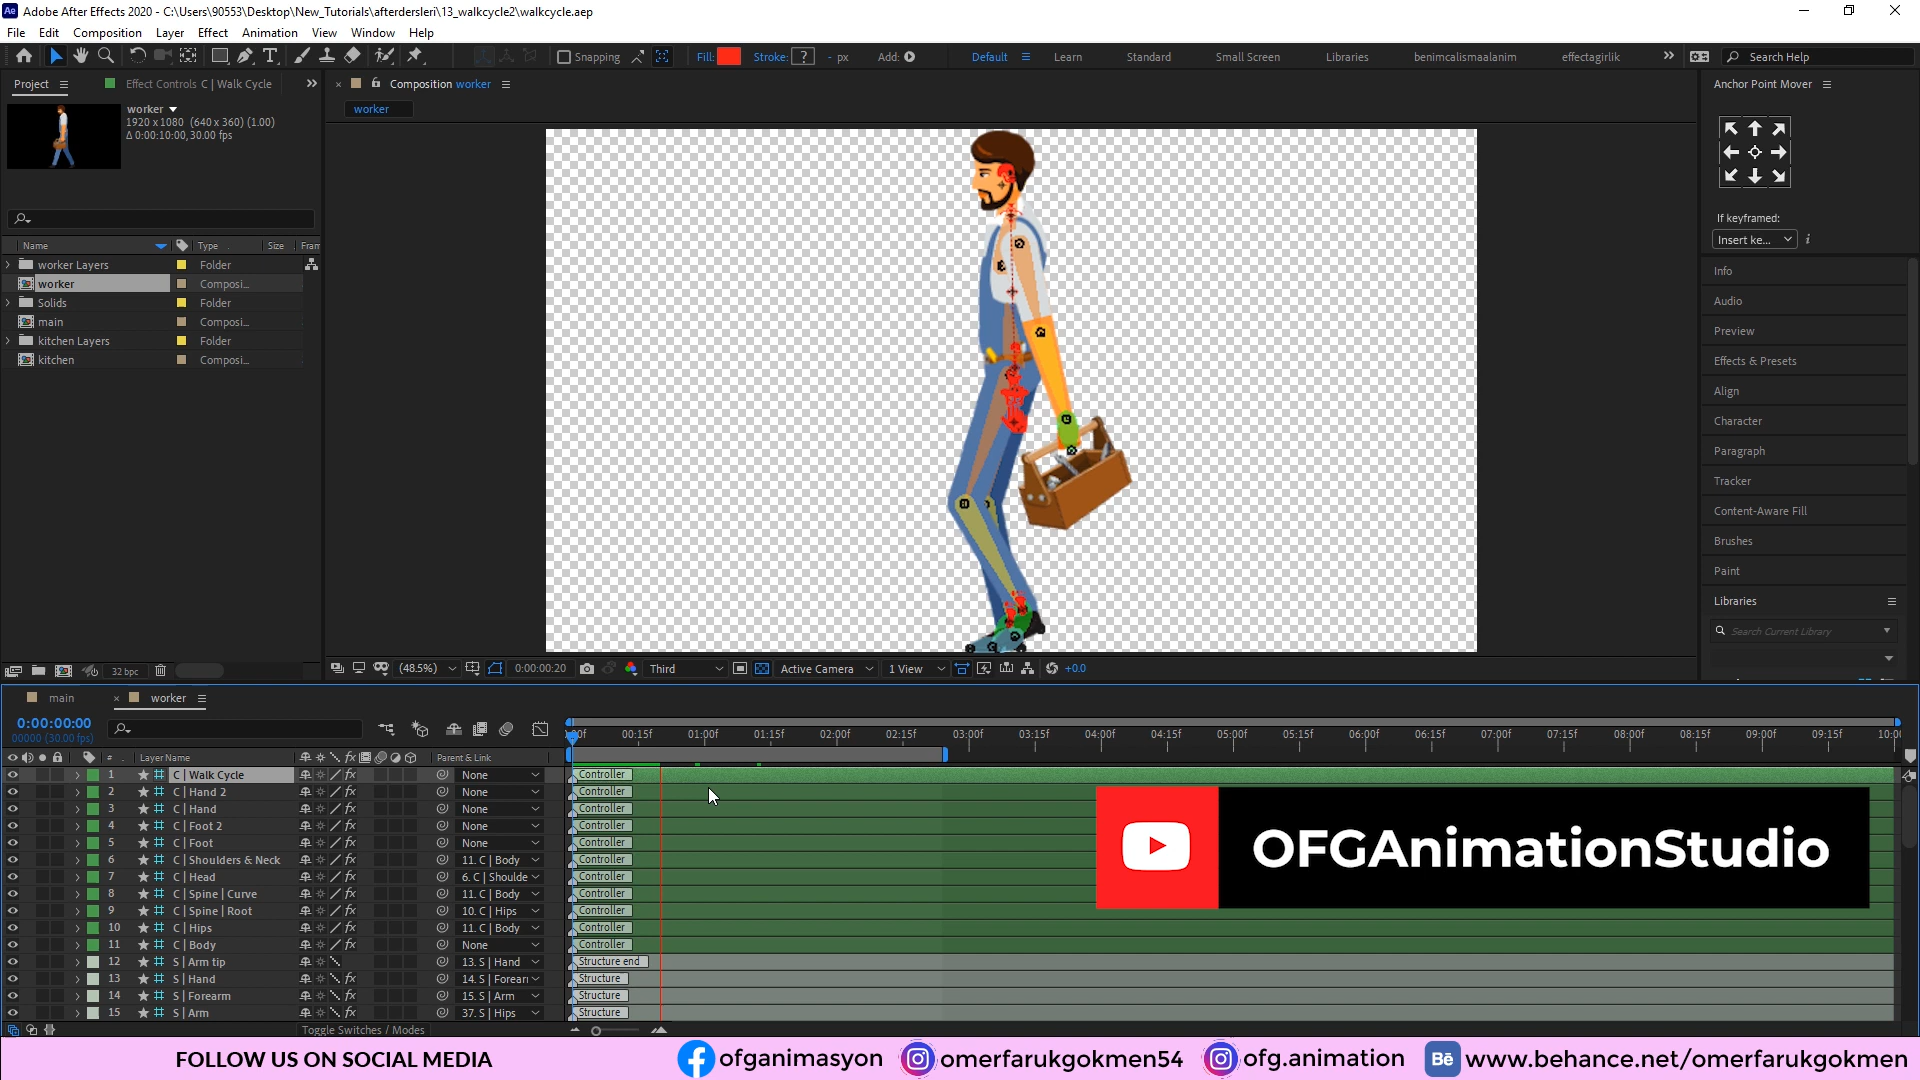 Adobe After Effects 2020 - C:\Users\90553\Desktop\New_Tutorials\afterdersleri\13_walkcycle2\walkcycle.aep
File Edit Composition Layer Effect Animation View Window Help
Snapping Fill: Stroke: ? - px Add: Default Learn Standard Small Screen Libraries benimcalismaalanim effectagirlik Search Help
Project Effect Controls C | Walk Cycle
Composition worker
Anchor Point Mover
worker
1920 x 1080 (640 x 360) (1.00)
Δ 0:00:10:00, 30.00 fps
worker
If keyframed:
Insert ke...
Name Type Size Fram
worker Layers Folder
worker Composi...
Solids Folder
main Composi...
kitchen Layers Folder
kitchen Composi...
Info
Audio
Preview
Effects & Presets
Align
Character
Paragraph
Tracker
Content-Aware Fill
Brushes
Paint
Libraries
Search Current Library
32 bpc
(48.5%) 0:00:00:20 Third Active Camera 1 View +0.0
main worker
0:00:00:00
00000 (30.00 fps)
00:15f 01:00f 01:15f 02:00f 02:15f 03:00f 03:15f 04:00f 04:15f 05:00f 05:15f 06:00f 06:15f 07:00f 07:15f 08:00f 08:15f 09:00f 09:15f 10:0
# Layer Name Parent & Link
1 C | Walk Cycle None Controller
2 C | Hand 2 None Controller
3 C | Hand None Controller
4 C | Foot 2 None Controller
5 C | Foot None Controller
6 C | Shoulders & Neck 11. C | Body Controller
7 C | Head 6. C | Shoulde Controller
8 C | Spine | Curve 11. C | Body Controller
9 C | Spine | Root 10. C | Hips Controller
10 C | Hips 11. C | Body Controller
11 C | Body None Controller
12 S | Arm tip 13. S | Hand Structure end
13 S | Hand 14. S | Forearı Structure
14 S | Forearm 15. S | Arm Structure
15 S | Arm 37. S | Hips Structure
Toggle Switches / Modes
OFGAnimationStudio
FOLLOW US ON SOCIAL MEDIA ofganimasyon omerfarukgokmen54 ofg.animation Bē www.behance.net/omerfarukgokmen